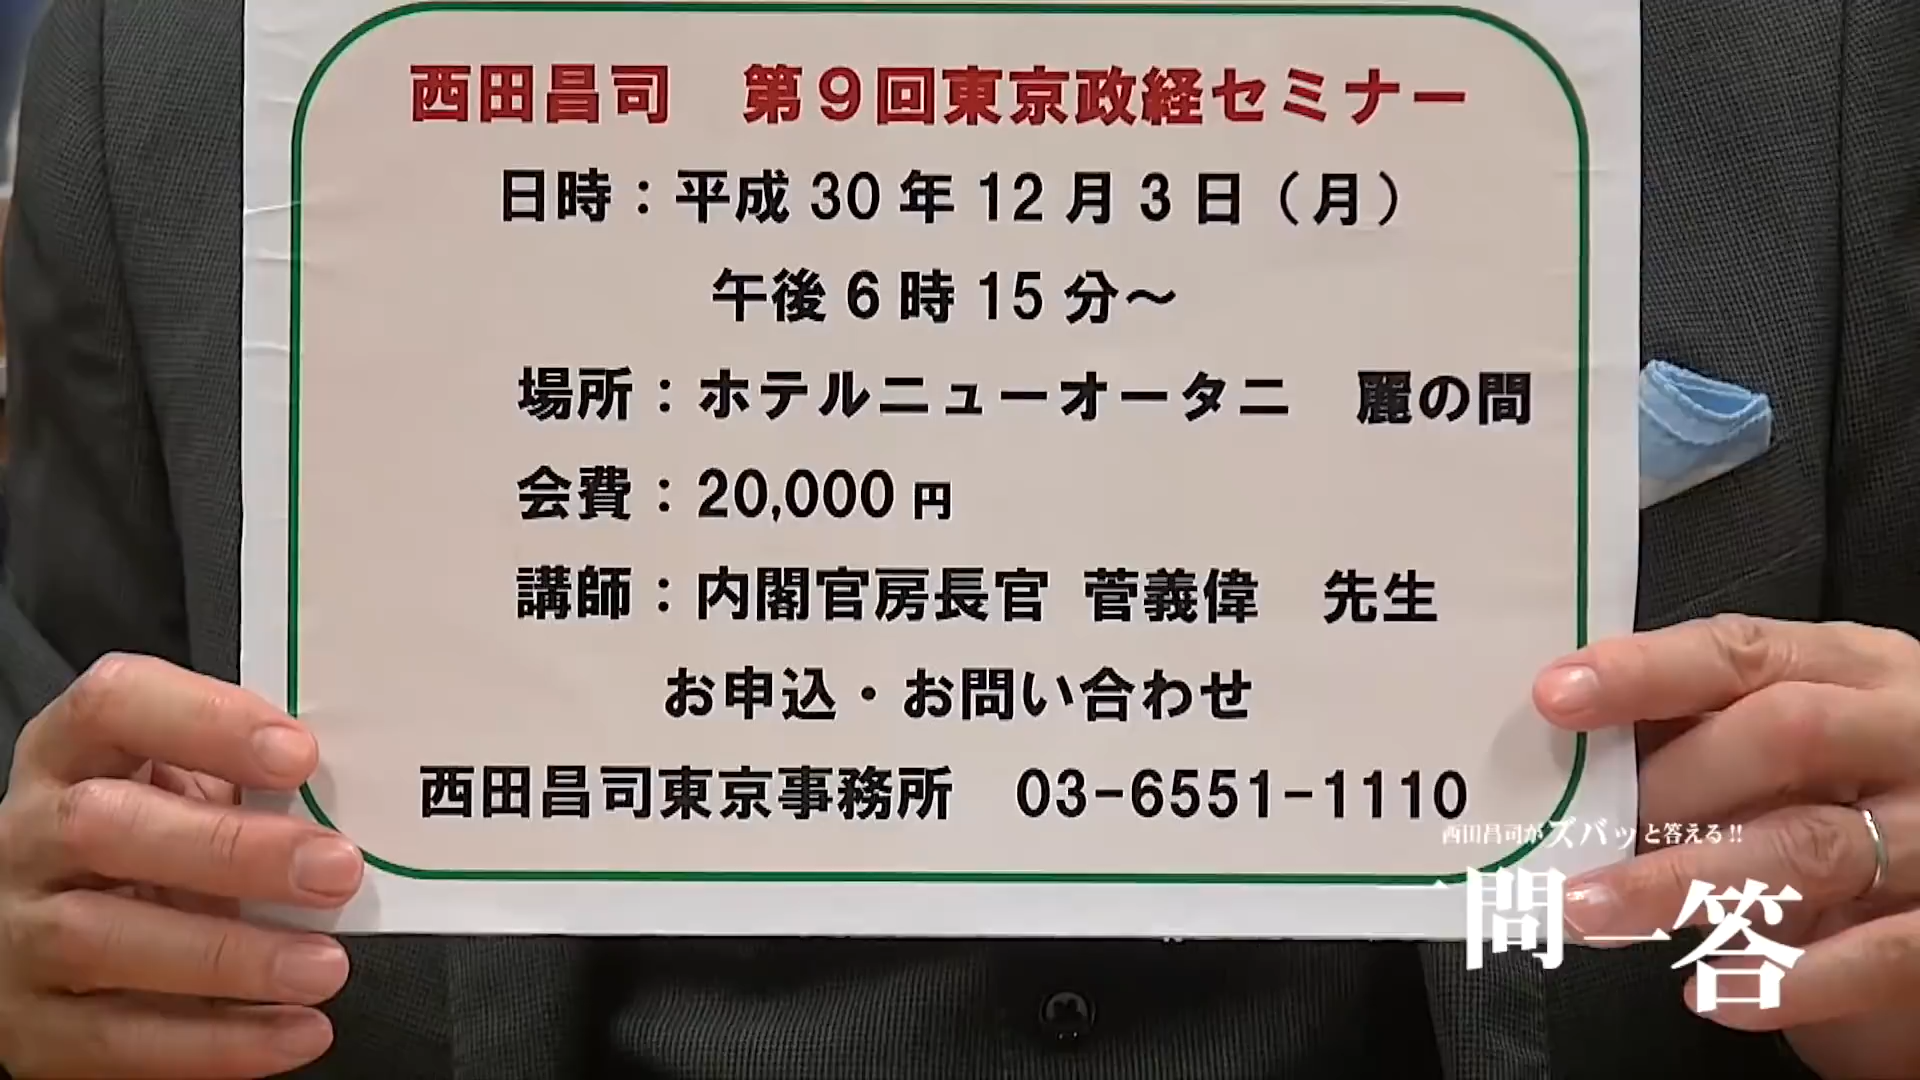 西田昌司　第９回東京政経セミナー
日時：平成 30 年 12 月 3 日（月）
午後 6 時 15 分～
場所：ホテルニューオータニ　麗の間
会費：20,000 円
講師：内閣官房長官 菅義偉　先生
お申込・お問い合わせ
西田昌司東京事務所　03-6551-1110
西田昌司がズバッと答える!!
一問一答